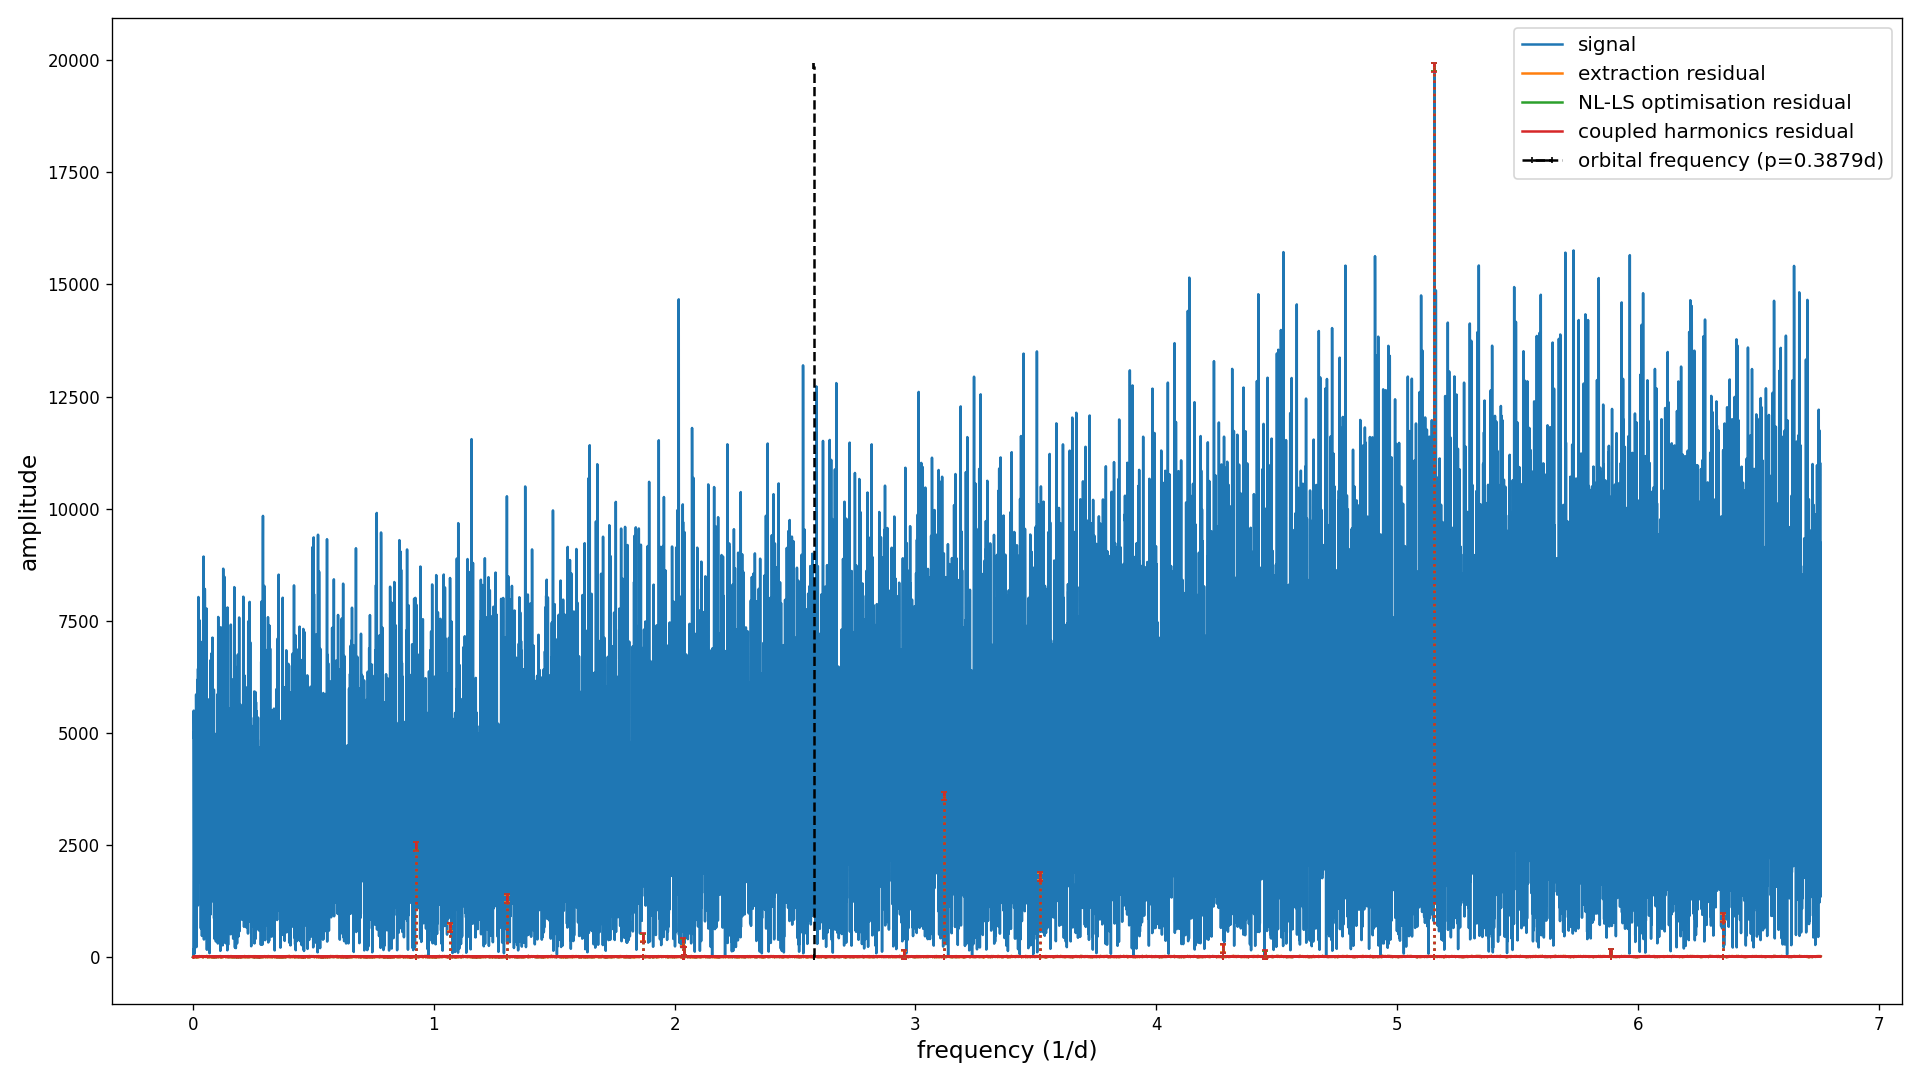 20000
17500
15000
12500
10000
7500
5000
2500
0
amplitude
0 1 2 3 4 5 6 7
frequency (1/d)
signal
extraction residual
NL-LS optimisation residual
coupled harmonics residual
orbital frequency (p=0.3879d)